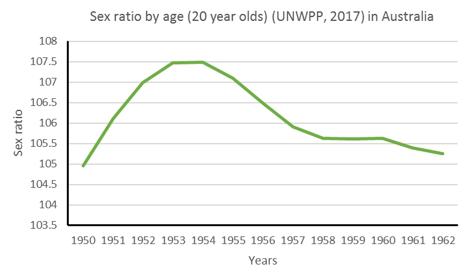 Sex ratio by age (20 year olds) (UNWPP, 2017) in Australia
108
107.5
107
106.5
106
105.5
105
104.5
104
103.5
Sex ratio
1950 1951 1952 1953 1954 1955 1956 1957 1958 1959 1960 1961 1962
Years